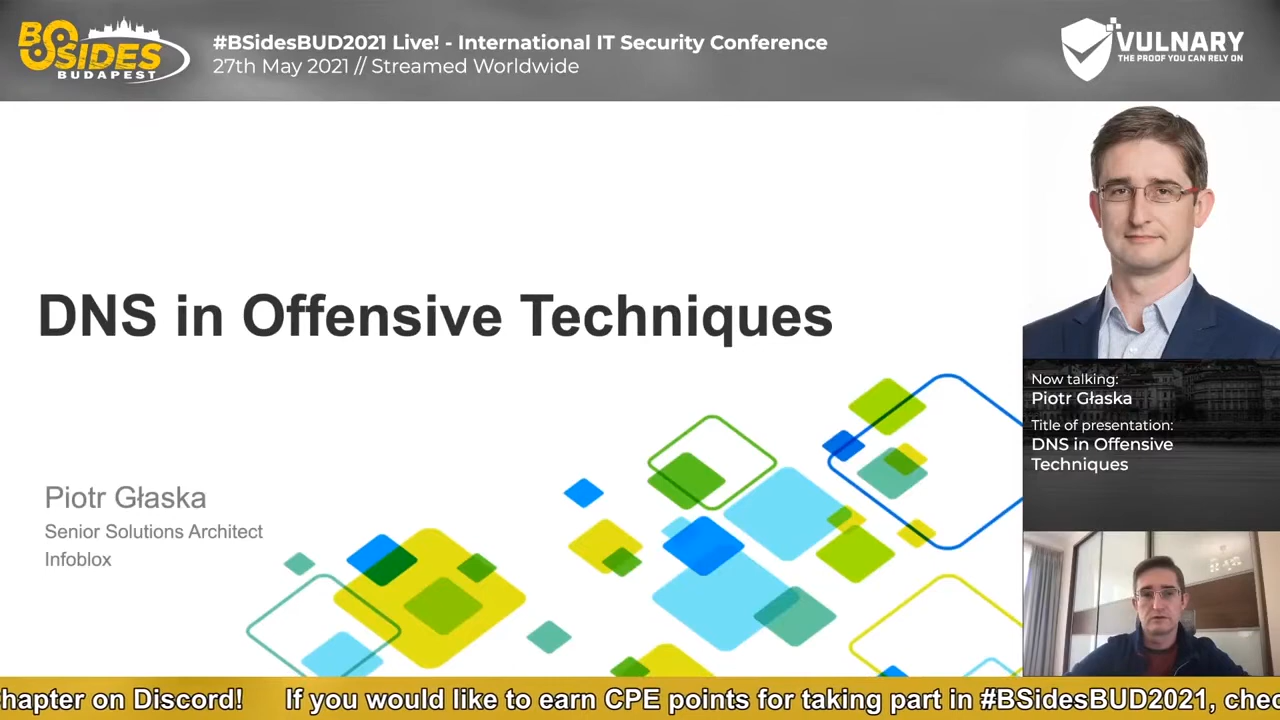 BSIDES
BUDAPEST
#BSidesBUD2021 Live! - International IT Security Conference
27th May 2021 // Streamed Worldwide
VULNARY
THE PROOF YOU CAN RELY ON
DNS in Offensive Techniques
Piotr Głaska
Senior Solutions Architect
Infoblox
Now talking:
Piotr Głaska
Title of presentation:
DNS in Offensive
Techniques
chapter on Discord! If you would like to earn CPE points for taking part in #BSidesBUD2021, chec